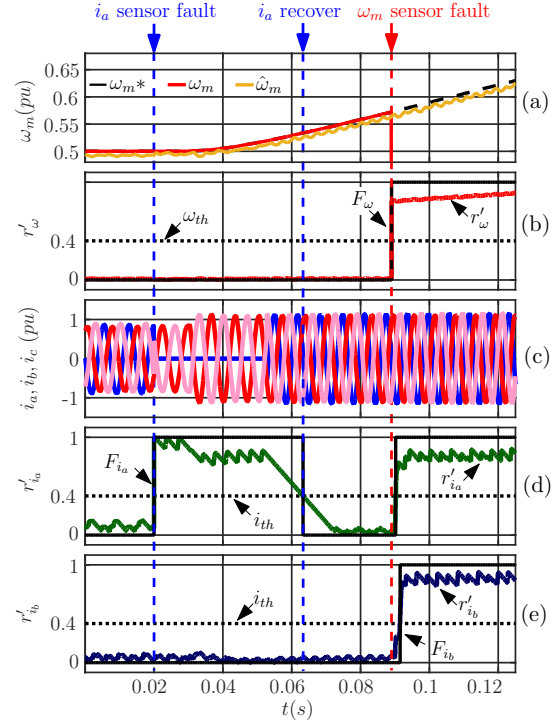 i_a sensor fault
i_a recover
ω_m sensor fault
0.65
0.6
0.55
0.5
ω_m(pu)
ω_m* ω_m ω̂_m
(a)
0.4
0
r'_ω
ω_th
F_ω
r'_ω
(b)
1
0
-1
i_a, i_b, i_c (pu)
(c)
1
0.4
0
r'_{i_a}
F_{i_a}
i_th
r'_{i_a}
(d)
1
0.4
0
r'_{i_b}
i_th
r'_{i_b}
F_{i_b}
(e)
0.02 0.04 0.06 0.08 0.1 0.12
t(s)